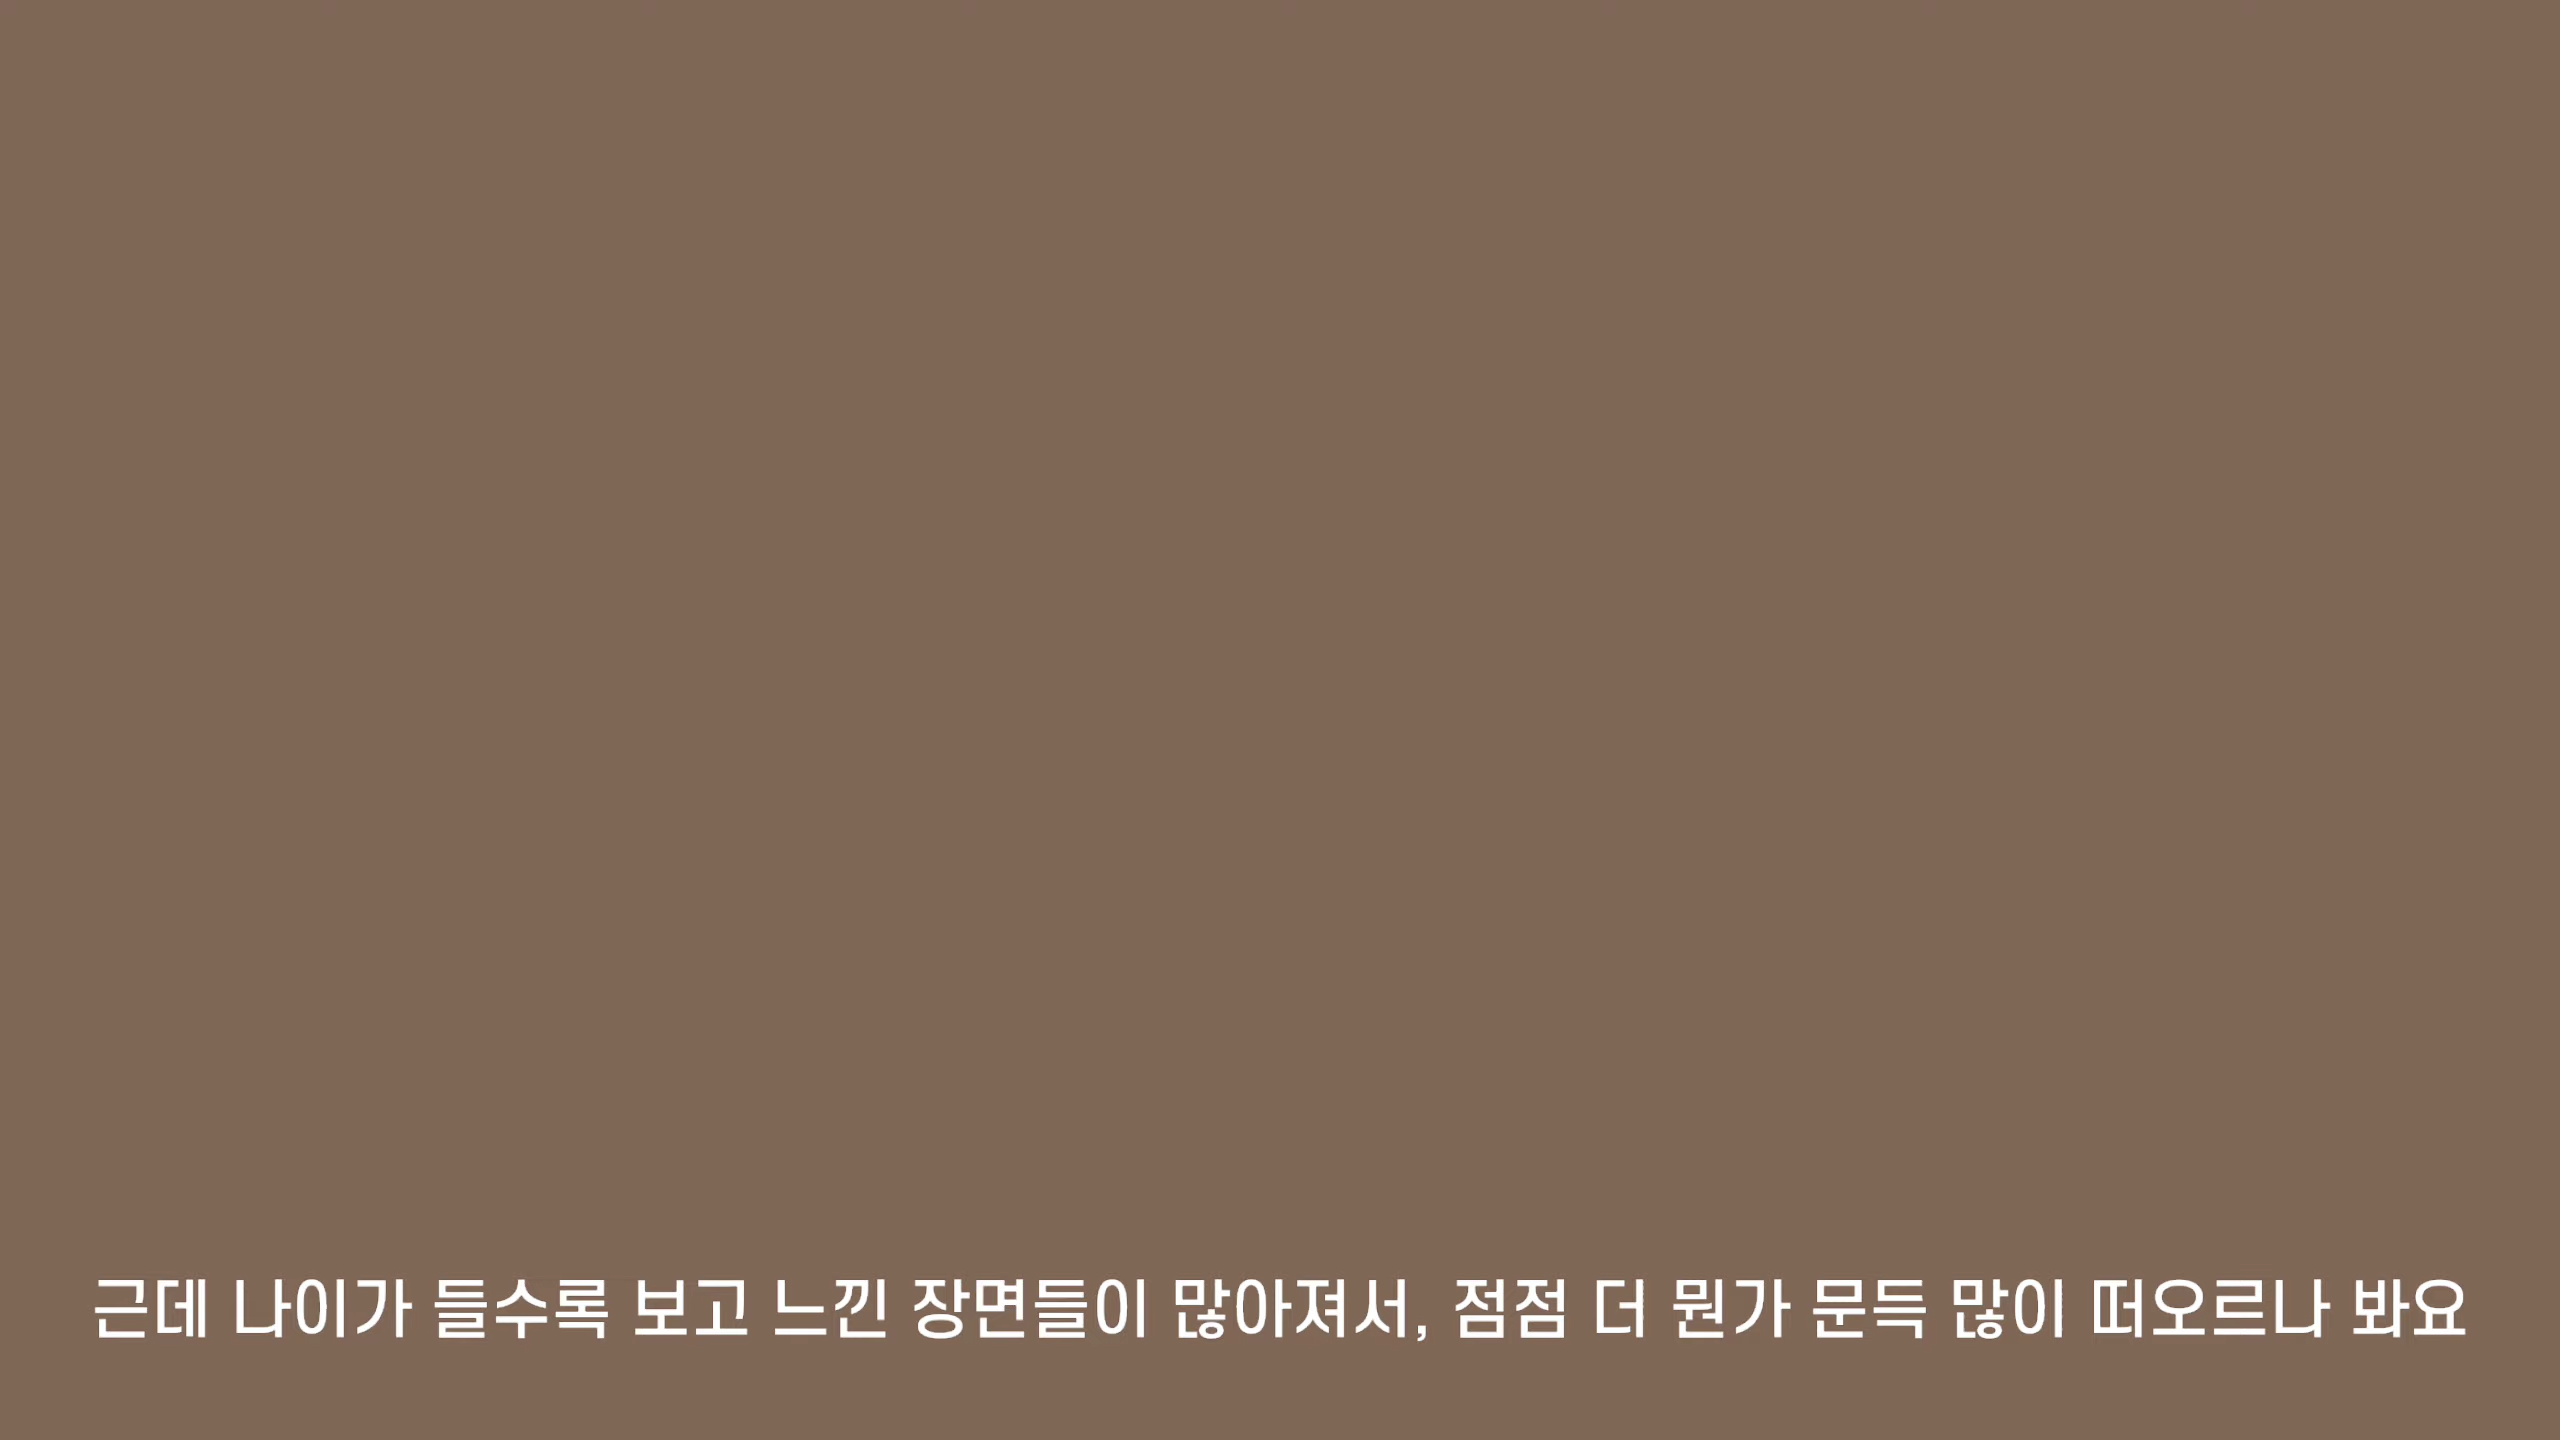 근데 나이가 들수록 보고 느낀 장면들이 많아져서, 점점 더 뭔가 문득 많이 떠오르나 봐요